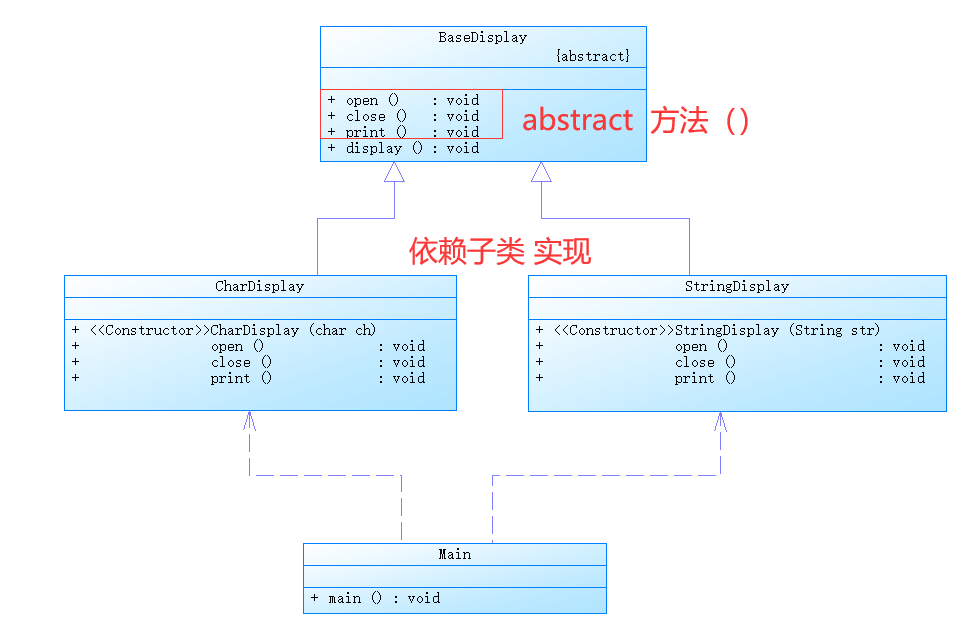 BaseDisplay
{abstract}
+ open () : void
+ close () : void
+ print () : void
+ display () : void
abstract 方法（）
依赖子类 实现
CharDisplay
+ <<Constructor>>CharDisplay (char ch)
+ open () : void
+ close () : void
+ print () : void
StringDisplay
+ <<Constructor>>StringDisplay (String str)
+ open () : void
+ close () : void
+ print () : void
Main
+ main () : void